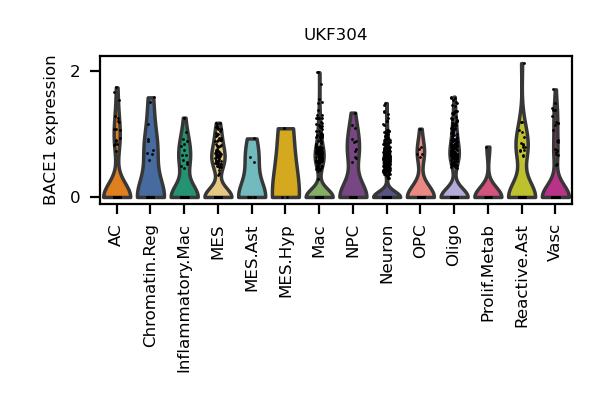 UKF304
BACE1 expression
2
0
AC
Chromatin.Reg
Inflammatory.Mac
MES
MES.Ast
MES.Hyp
Mac
NPC
Neuron
OPC
Oligo
Prolif.Metab
Reactive.Ast
Vasc